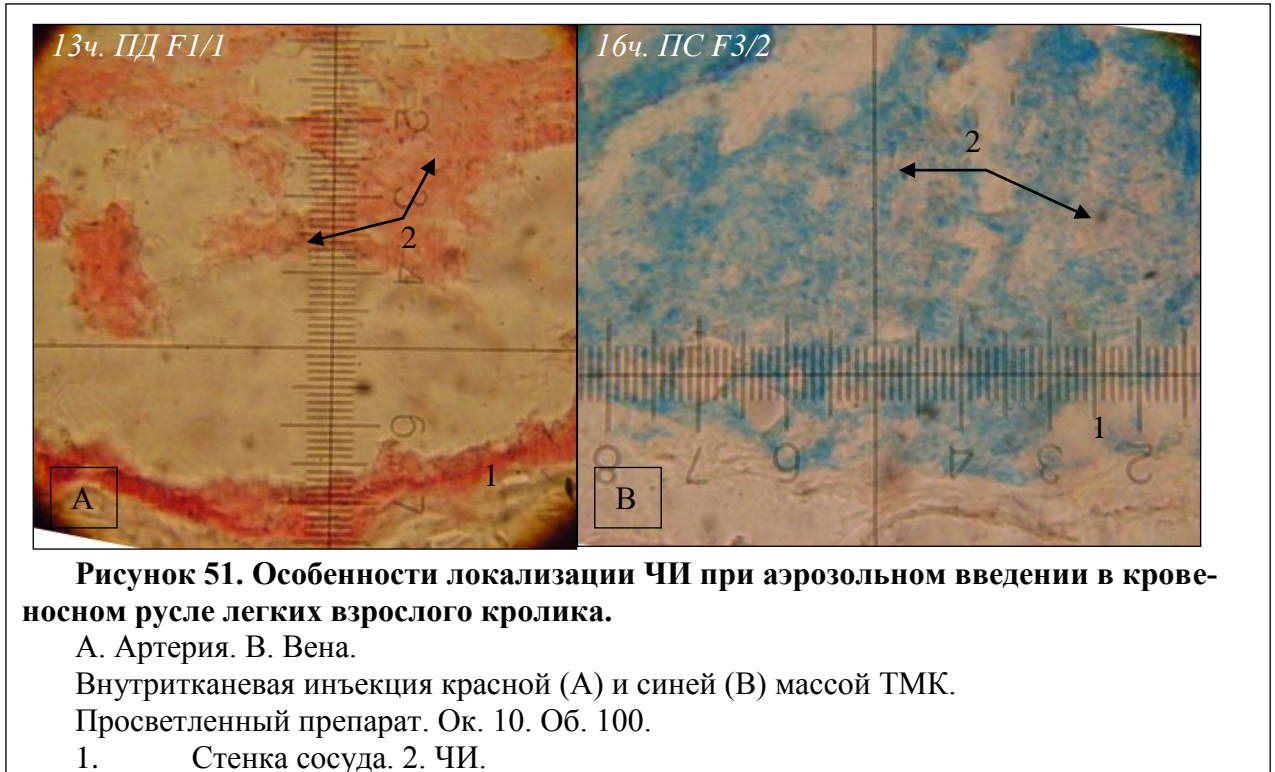 13ч. ПД F1/1
16ч. ПС F3/2
2
2
1
1
А
В
Рисунок 51. Особенности локализации ЧИ при аэрозольном введении в крове-
носном русле легких взрослого кролика.
А. Артерия. В. Вена.
Внутритканевая инъекция красной (А) и синей (В) массой ТМК.
Просветленный препарат. Ок. 10. Об. 100.
1. Стенка сосуда. 2. ЧИ.